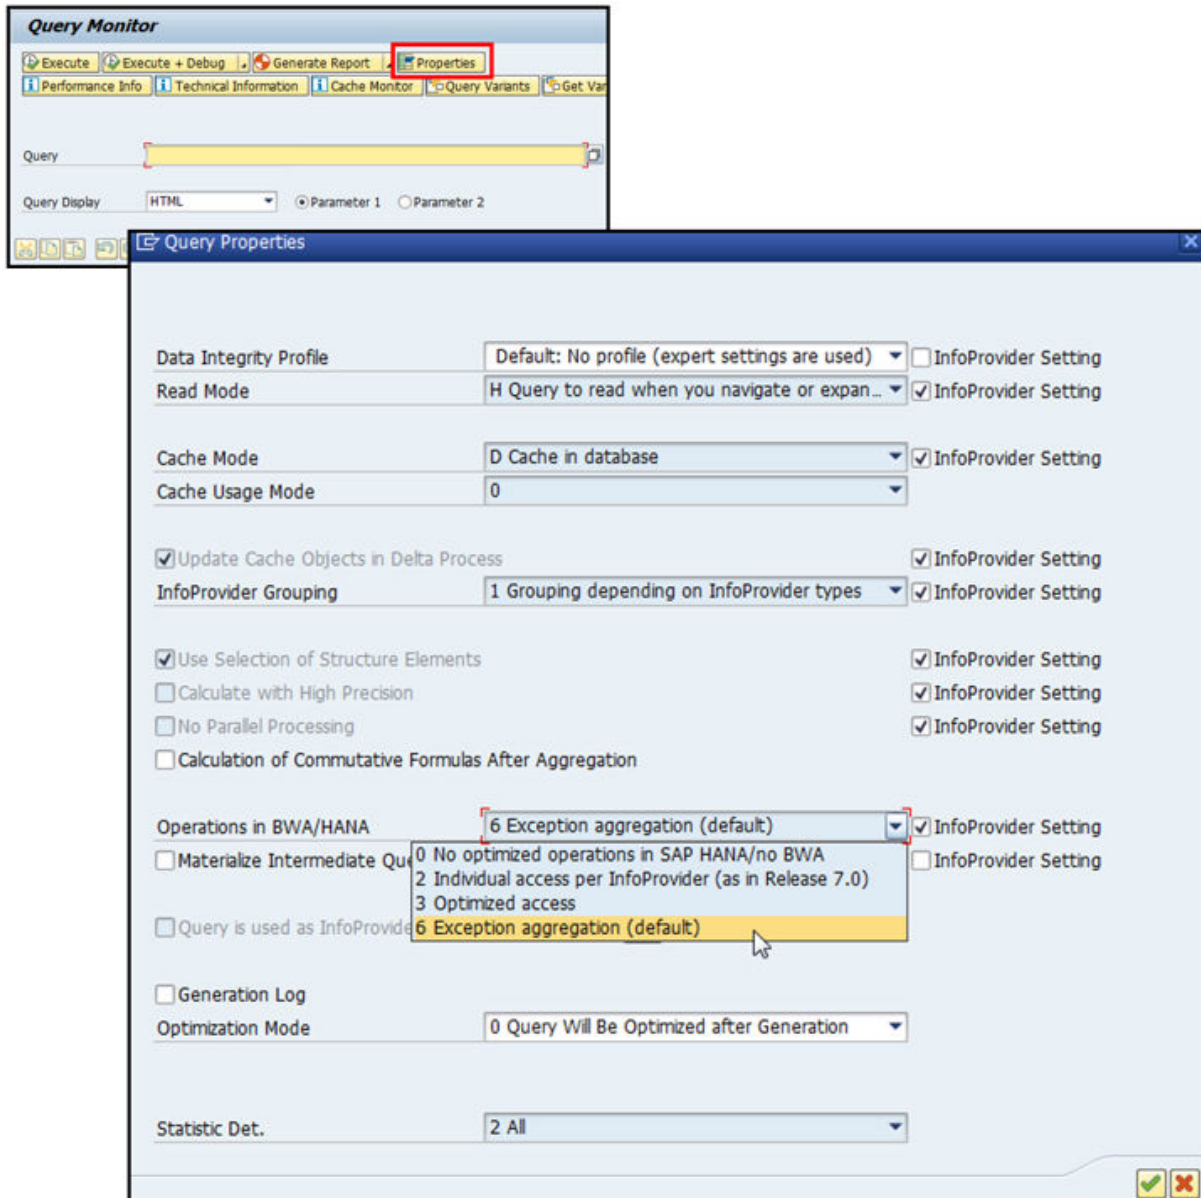 Query Monitor
Execute Execute + Debug Generate Report Properties
Performance Info Technical Information Cache Monitor Query Variants Get Var
Query
Query Display HTML Parameter 1 Parameter 2
Query Properties
Data Integrity Profile Default: No profile (expert settings are used) InfoProvider Setting
Read Mode H Query to read when you navigate or expan... InfoProvider Setting
Cache Mode D Cache in database InfoProvider Setting
Cache Usage Mode 0
Update Cache Objects in Delta Process InfoProvider Setting
InfoProvider Grouping 1 Grouping depending on InfoProvider types InfoProvider Setting
Use Selection of Structure Elements InfoProvider Setting
Calculate with High Precision InfoProvider Setting
No Parallel Processing InfoProvider Setting
Calculation of Commutative Formulas After Aggregation
Operations in BWA/HANA 6 Exception aggregation (default) InfoProvider Setting
Materialize Intermediate Que 0 No optimized operations in SAP HANA/no BWA InfoProvider Setting
2 Individual access per InfoProvider (as in Release 7.0)
3 Optimized access
Query is used as InfoProvide 6 Exception aggregation (default)
Generation Log
Optimization Mode 0 Query Will Be Optimized after Generation
Statistic Det. 2 All